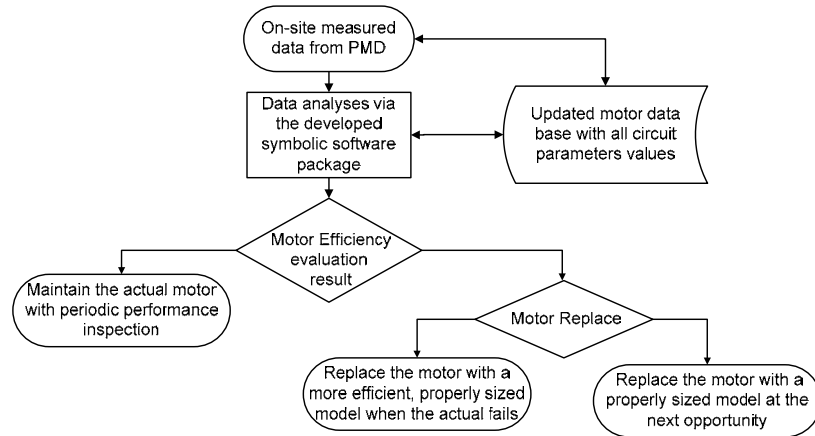 On-site measured
data from PMD
Data analyses via
the developed
symbolic software
package
Updated motor data
base with all circuit
parameters values
Motor Efficiency
evaluation
result
Maintain the actual motor
with periodic performance
inspection
Motor Replace
Replace the motor with a
more efficient, properly sized
model when the actual fails
Replace the motor with a
properly sized model at the
next opportunity